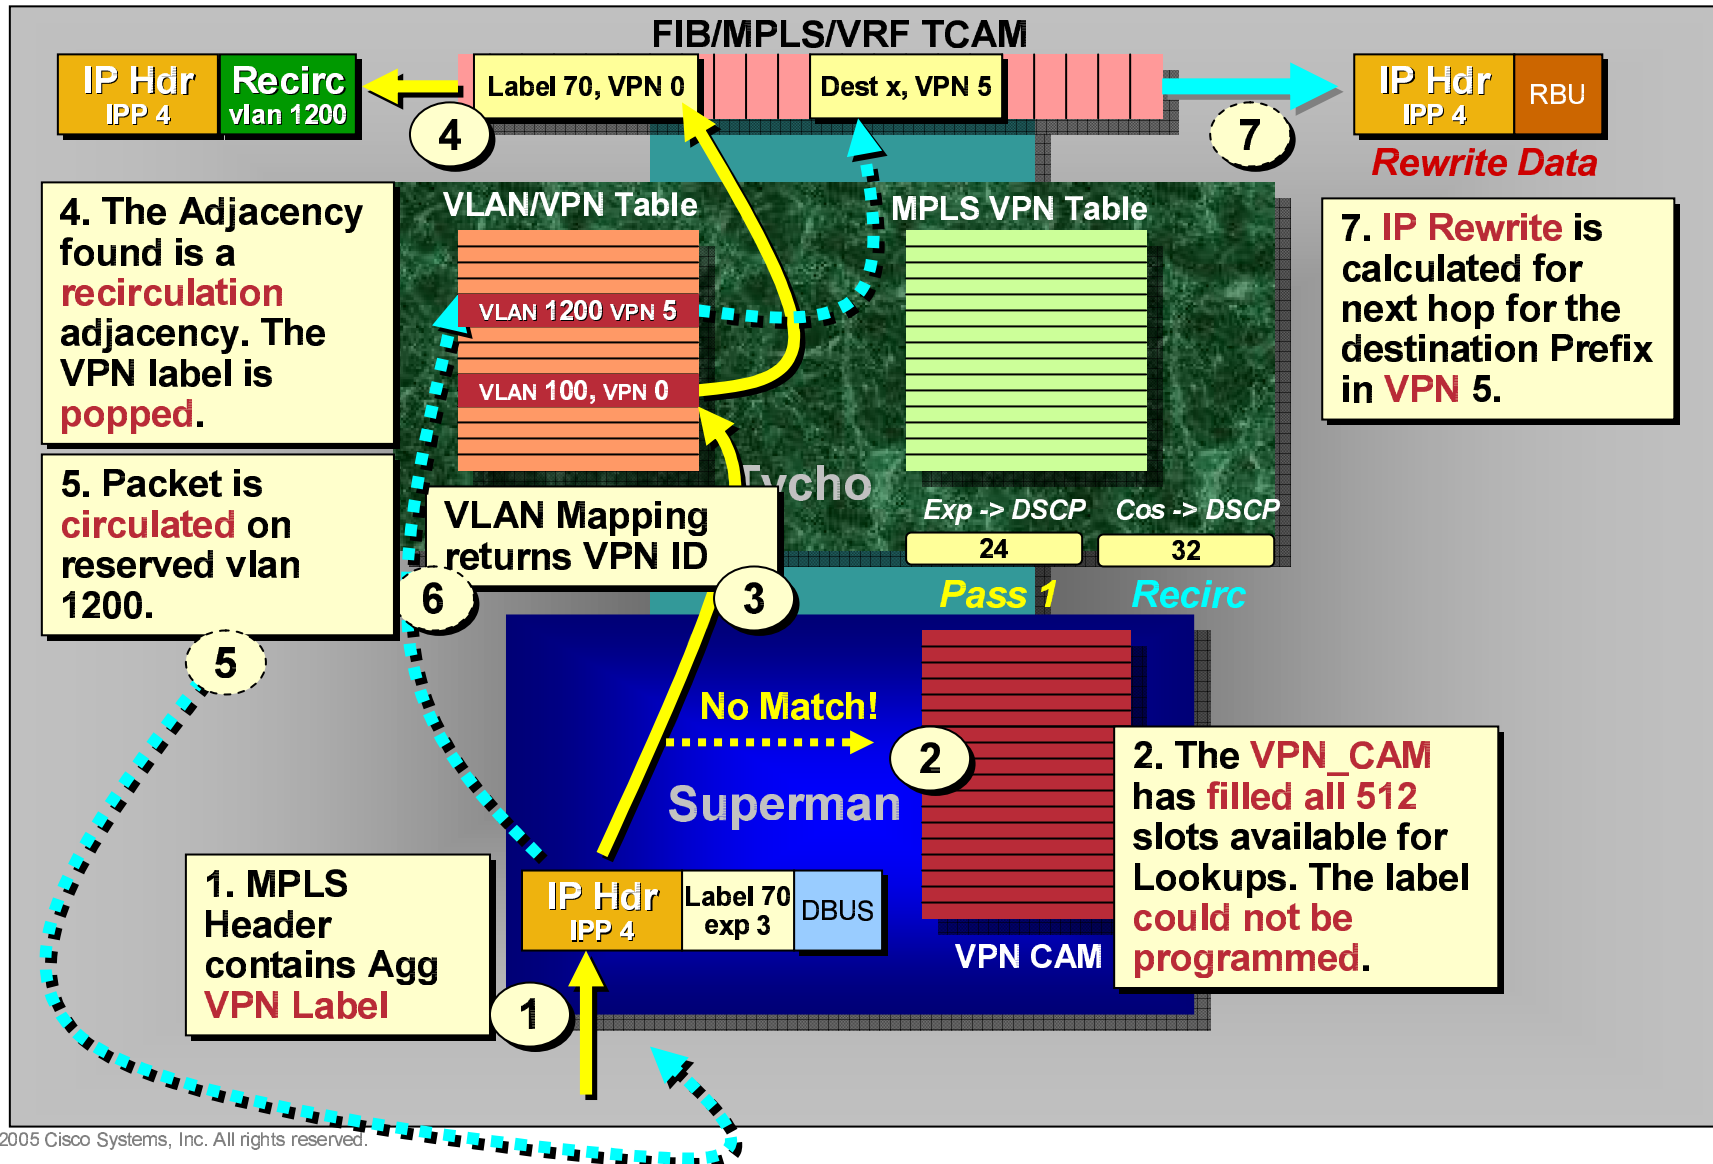 FIB/MPLS/VRF TCAM
IP Hdr
IPP 4
Recirc
vlan 1200
Label 70, VPN 0
Dest x, VPN 5
IP Hdr
IPP 4
RBU
4
7
Rewrite Data
4. The Adjacency
found is a
recirculation
adjacency. The
VPN label is
popped.
VLAN/VPN Table
VLAN 1200 VPN 5
VLAN 100, VPN 0
MPLS VPN Table
7. IP Rewrite is
calculated for
next hop for the
destination Prefix
in VPN 5.
Tycho
5. Packet is
circulated on
reserved vlan
1200.
VLAN Mapping
returns VPN ID
Exp -> DSCP
Cos -> DSCP
24
32
6
3
Pass 1
Recirc
5
No Match!
2
Superman
2. The VPN_CAM
has filled all 512
slots available for
Lookups. The label
could not be
programmed.
1. MPLS
Header
contains Agg
VPN Label
IP Hdr
IPP 4
Label 70
exp 3
DBUS
VPN CAM
1
2005 Cisco Systems, Inc. All rights reserved.